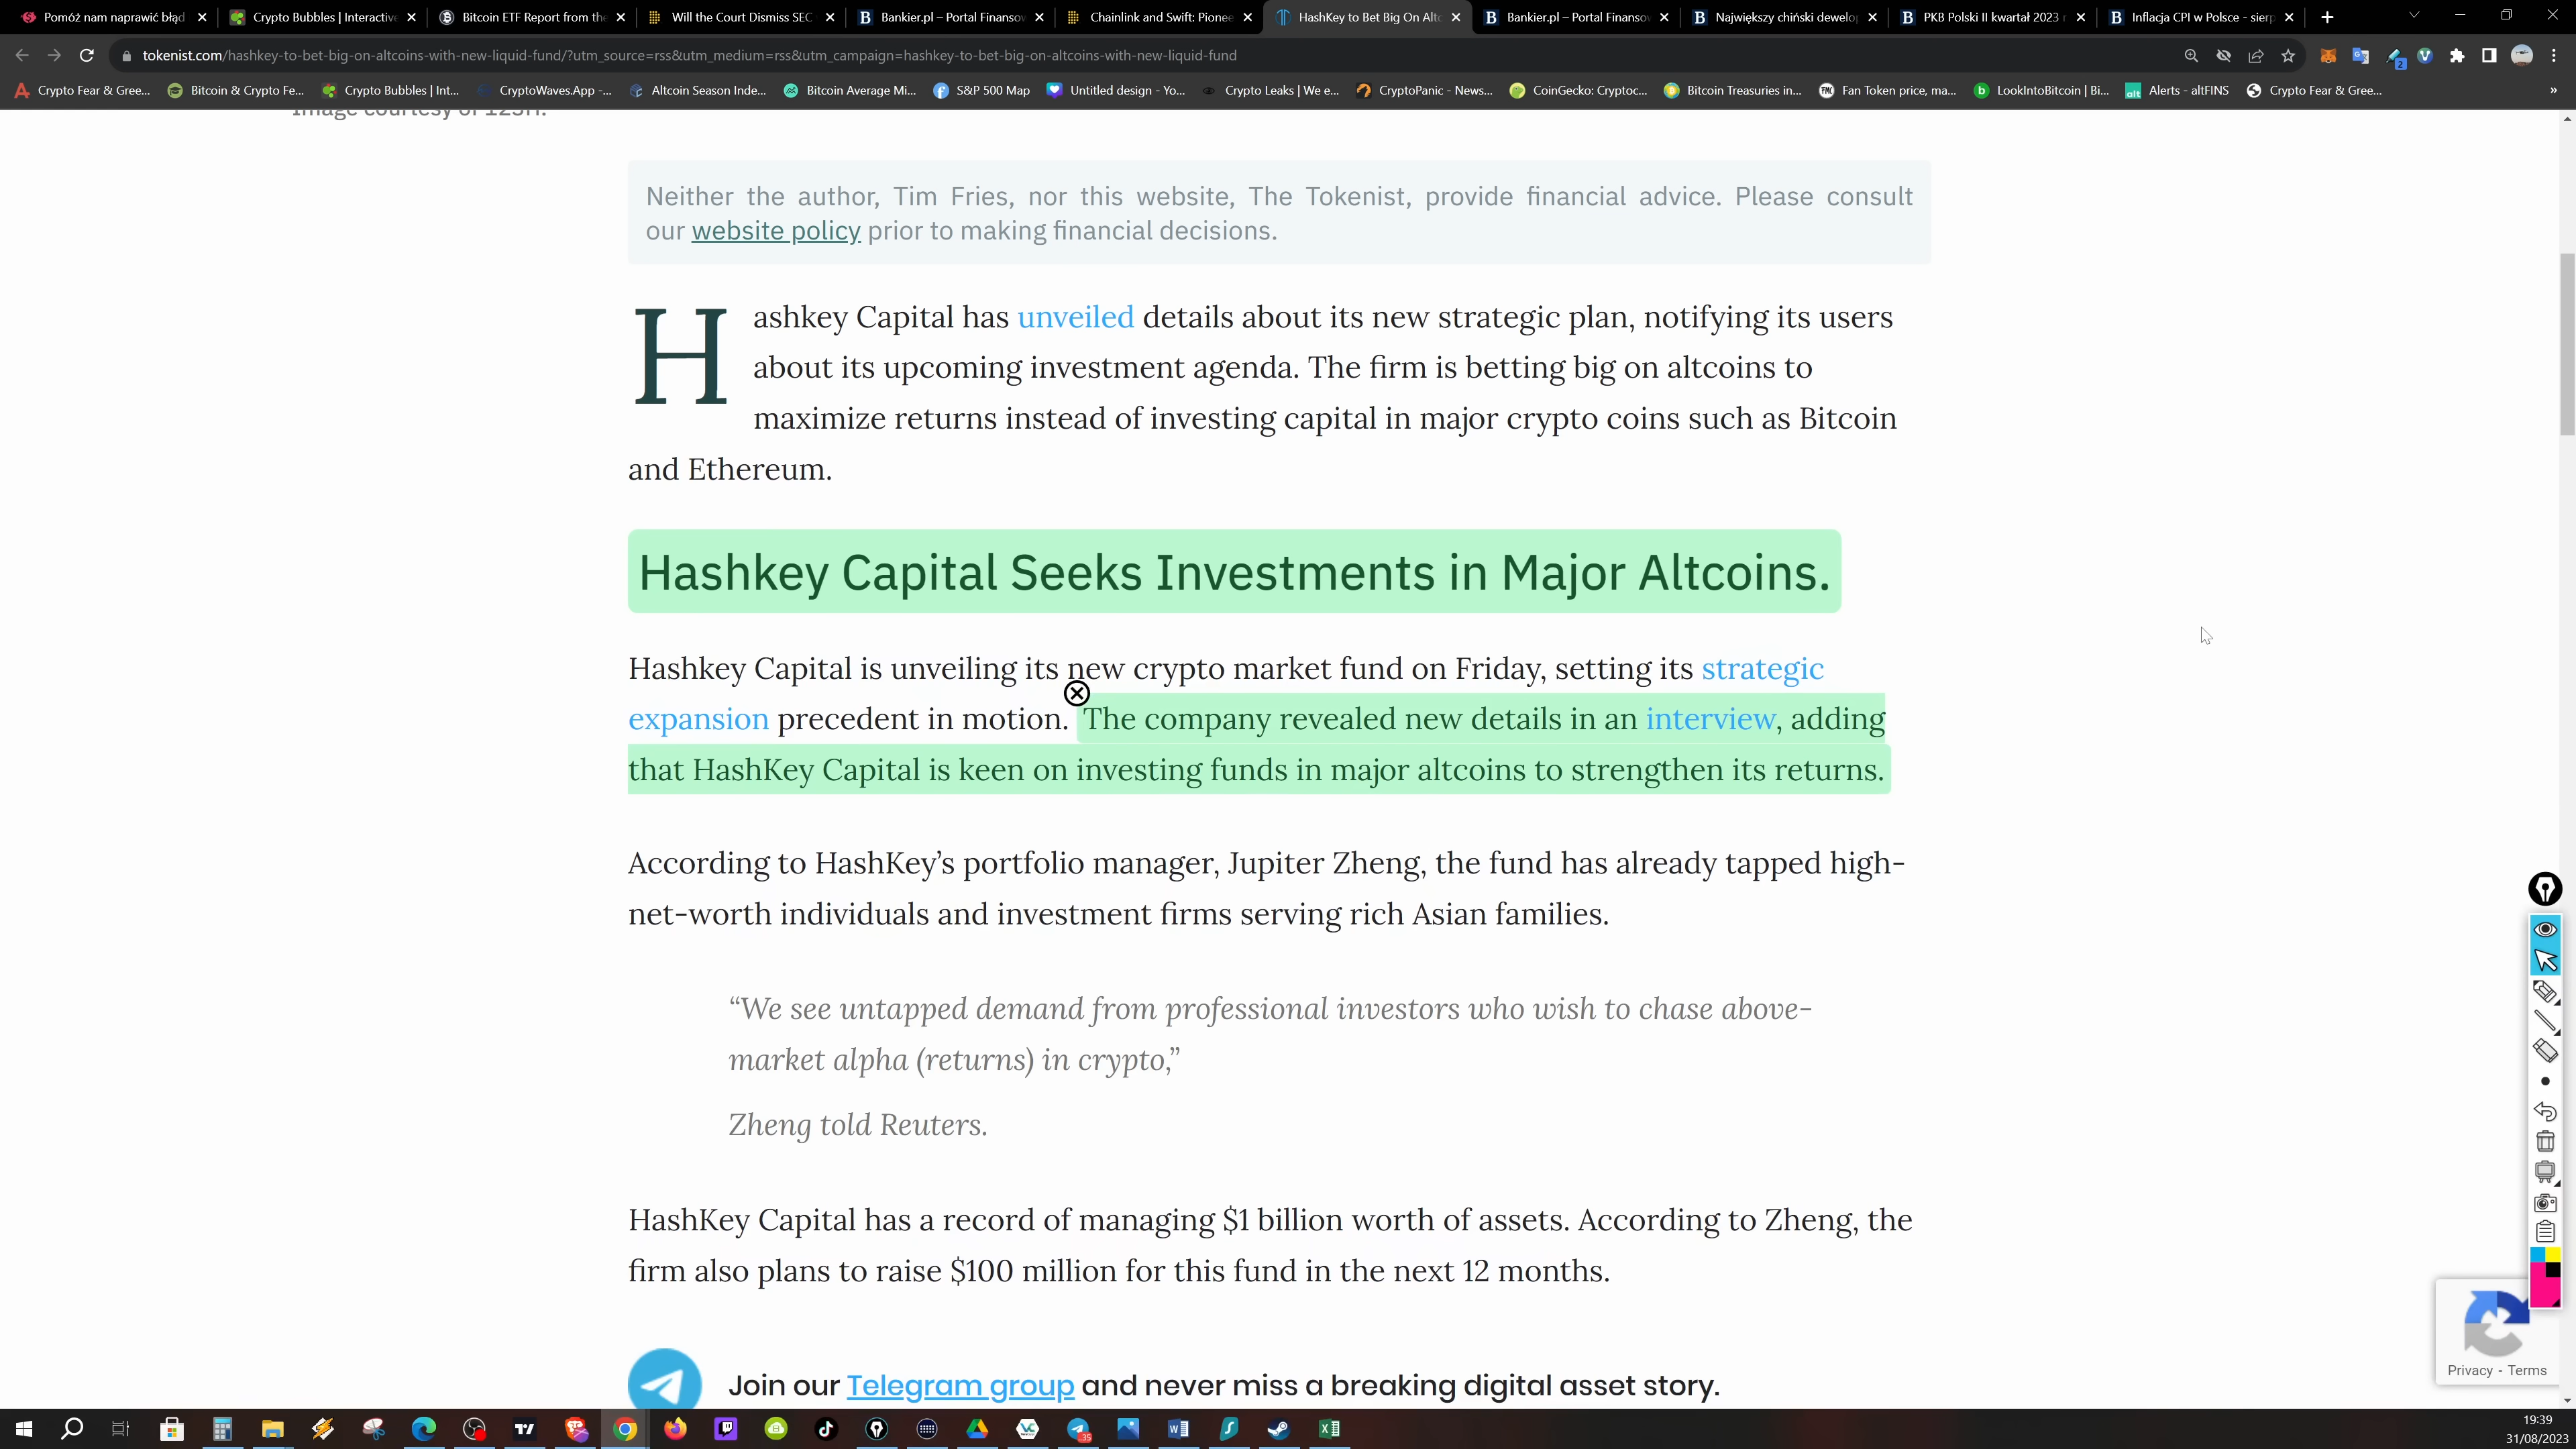 Pomóż nam naprawić błąd
Crypto Bubbles | Interactive
Bitcoin ETF Report from the
Will the Court Dismiss SEC
Bankier.pl – Portal Finansow
Chainlink and Swift: Pionee
HashKey to Bet Big On Altc
Bankier.pl – Portal Finansow
Największy chiński dewelop
PKB Polski II kwartał 2023 r
Inflacja CPI w Polsce - sierp
tokenist.com/hashkey-to-bet-big-on-altcoins-with-new-liquid-fund/?utm_source=rss&utm_medium=rss&utm_campaign=hashkey-to-bet-big-on-altcoins-with-new-liquid-fund
2
Crypto Fear & Gree...
Bitcoin & Crypto Fe...
Crypto Bubbles | Int...
CryptoWaves.App -...
Altcoin Season Inde...
Bitcoin Average Mi...
S&P 500 Map
Untitled design - Yo...
Crypto Leaks | We e...
CryptoPanic - News...
CoinGecko: Cryptoc...
Bitcoin Treasuries in...
Fan Token price, ma...
LookIntoBitcoin | Bi...
Alerts - altFINS
Crypto Fear & Gree...
»
Image courtesy of 123rf.
Neither the author, Tim Fries, nor this website, The Tokenist, provide financial advice. Please consult
our website policy prior to making financial decisions.
Hashkey Capital has unveiled details about its new strategic plan, notifying its users
about its upcoming investment agenda. The firm is betting big on altcoins to
maximize returns instead of investing capital in major crypto coins such as Bitcoin
and Ethereum.
Hashkey Capital Seeks Investments in Major Altcoins.
Hashkey Capital is unveiling its new crypto market fund on Friday, setting its strategic
expansion precedent in motion. The company revealed new details in an interview, adding
that HashKey Capital is keen on investing funds in major altcoins to strengthen its returns.
According to HashKey’s portfolio manager, Jupiter Zheng, the fund has already tapped high-
net-worth individuals and investment firms serving rich Asian families.
“We see untapped demand from professional investors who wish to chase above-
market alpha (returns) in crypto,”
Zheng told Reuters.
HashKey Capital has a record of managing $1 billion worth of assets. According to Zheng, the
firm also plans to raise $100 million for this fund in the next 12 months.
Privacy - Terms
Join our Telegram group and never miss a breaking digital asset story.
19:39
31/08/2023